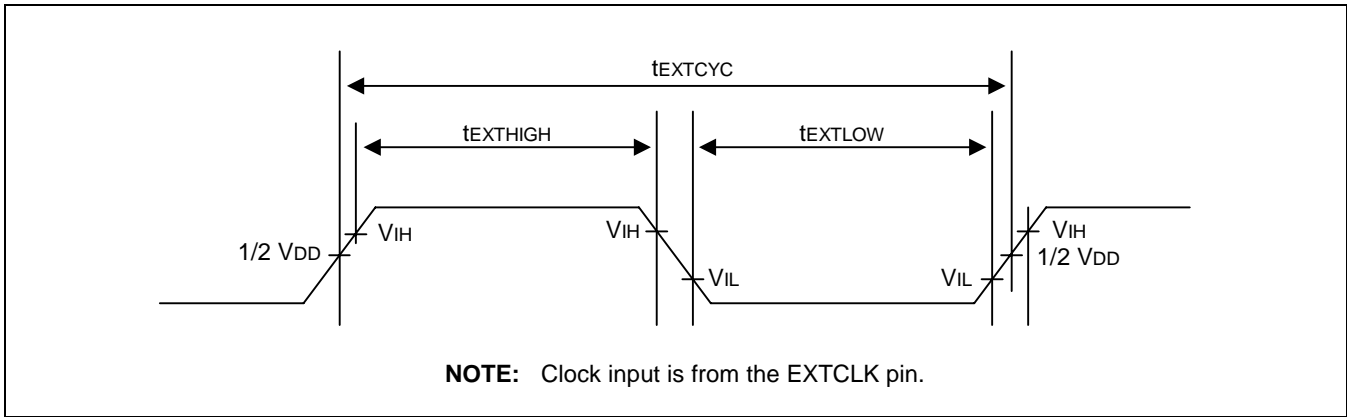 tEXTCYC
tEXTHIGH
tEXTLOW
VIH
VIH
VIH
1/2 VDD
1/2 VDD
VIL
VIL
NOTE: Clock input is from the EXTCLK pin.